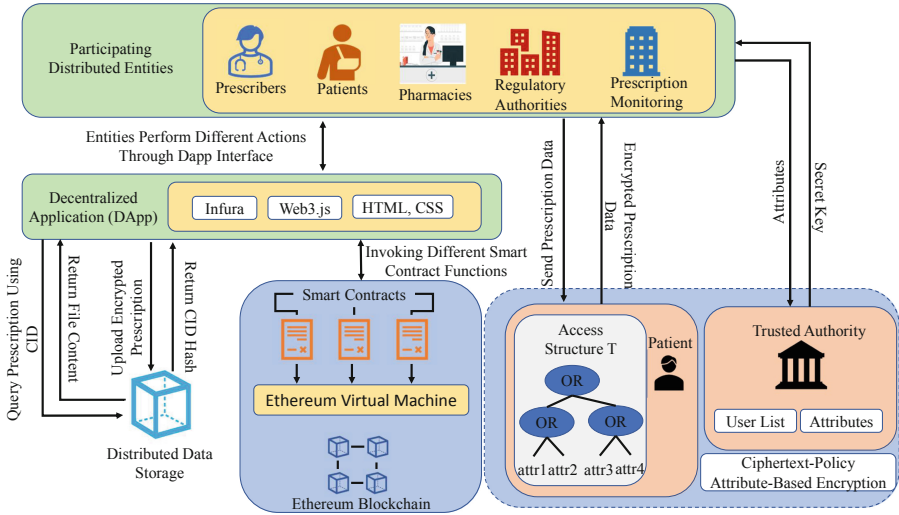 Participating
Distributed Entities
Prescribers
Patients
Pharmacies
Regulatory
Authorities
Prescription
Monitoring
Entities Perform Different Actions
Through Dapp Interface
Decentralized
Application (DApp)
Infura
Web3.js
HTML, CSS
Invoking Different Smart
Contract Functions
Send Prescription Data
Encrypted Prescription
Data
Attributes
Secret Key
Query Prescription Using
CID
Return File Content
Upload Encrypted
Prescription
Return CID Hash
Distributed Data
Storage
Smart Contracts
Ethereum Virtual Machine
Ethereum Blockchain
Access
Structure T
OR
OR
OR
attr1
attr2
attr3
attr4
Patient
Trusted Authority
User List
Attributes
Ciphertext-Policy
Attribute-Based Encryption